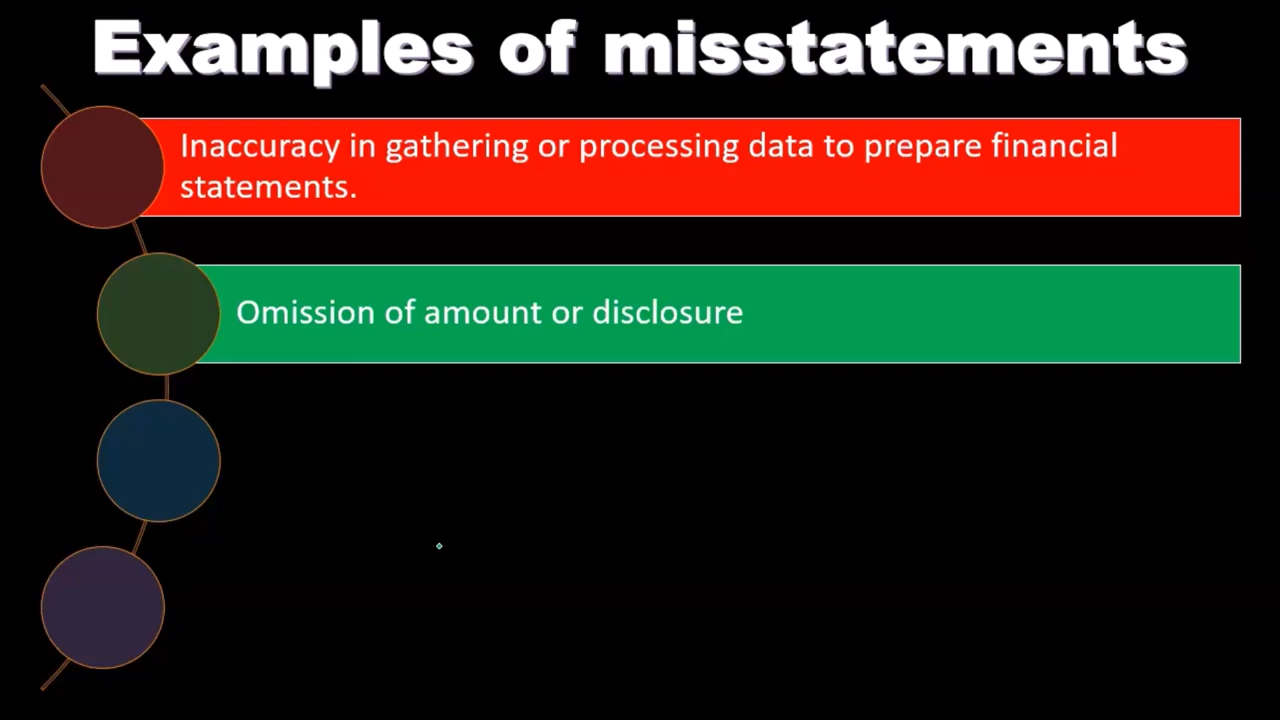 Examples of misstatements
Inaccuracy in gathering or processing data to prepare financial
statements.
Omission of amount or disclosure